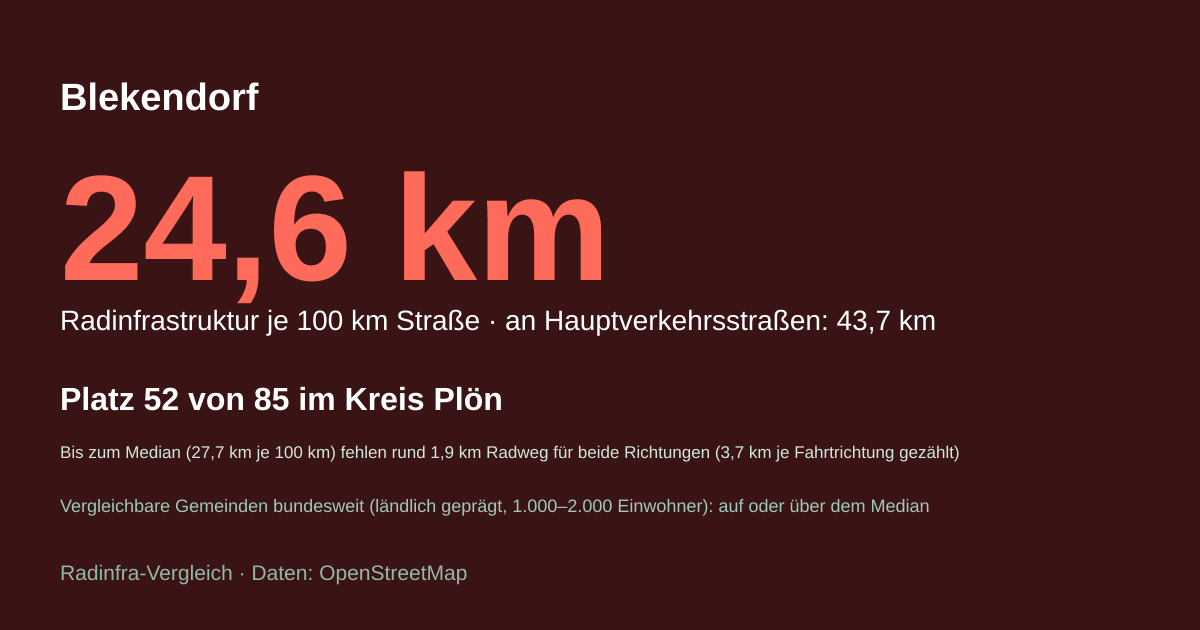 Blekendorf
24,6 km
Radinfrastruktur je 100 km Straße · an Hauptverkehrsstraßen: 43,7 km
Platz 52 von 85 im Kreis Plön
Bis zum Median (27,7 km je 100 km) fehlen rund 1,9 km Radweg für beide Richtungen (3,7 km je Fahrtrichtung gezählt)
Vergleichbare Gemeinden bundesweit (ländlich geprägt, 1.000–2.000 Einwohner): auf oder über dem Median
Radinfra-Vergleich · Daten: OpenStreetMap